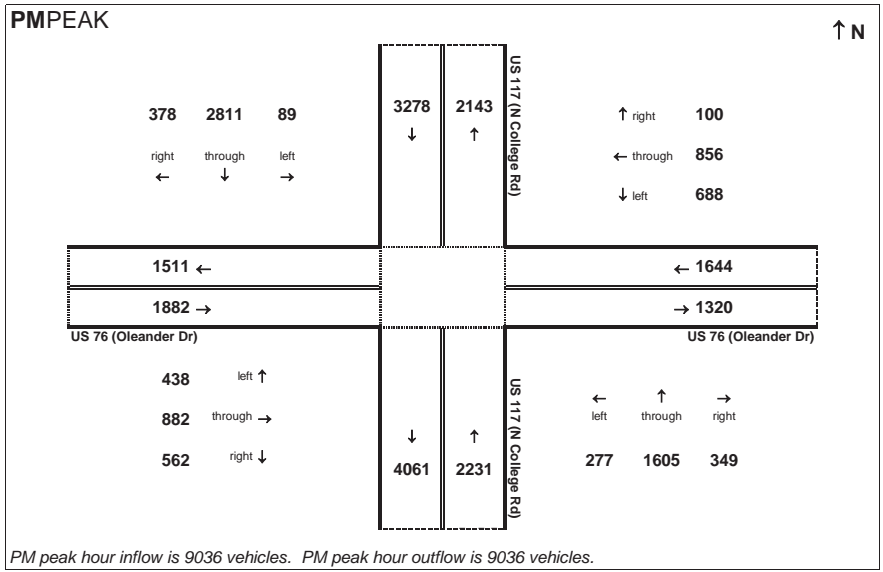 PMPEAK
↑ N
US 117 (N College Rd)
3278 2143
↓ ↑
378 2811 89
right through left
← ↓ →
↑ right 100
← through 856
↓ left 688
1511 ←
← 1644
1882 →
→ 1320
US 76 (Oleander Dr)
US 76 (Oleander Dr)
438 left ↑
882 through →
562 right ↓
↓ ↑
4061 2231
US 117 (N College Rd)
← ↑ →
left through right
277 1605 349
PM peak hour inflow is 9036 vehicles. PM peak hour outflow is 9036 vehicles.